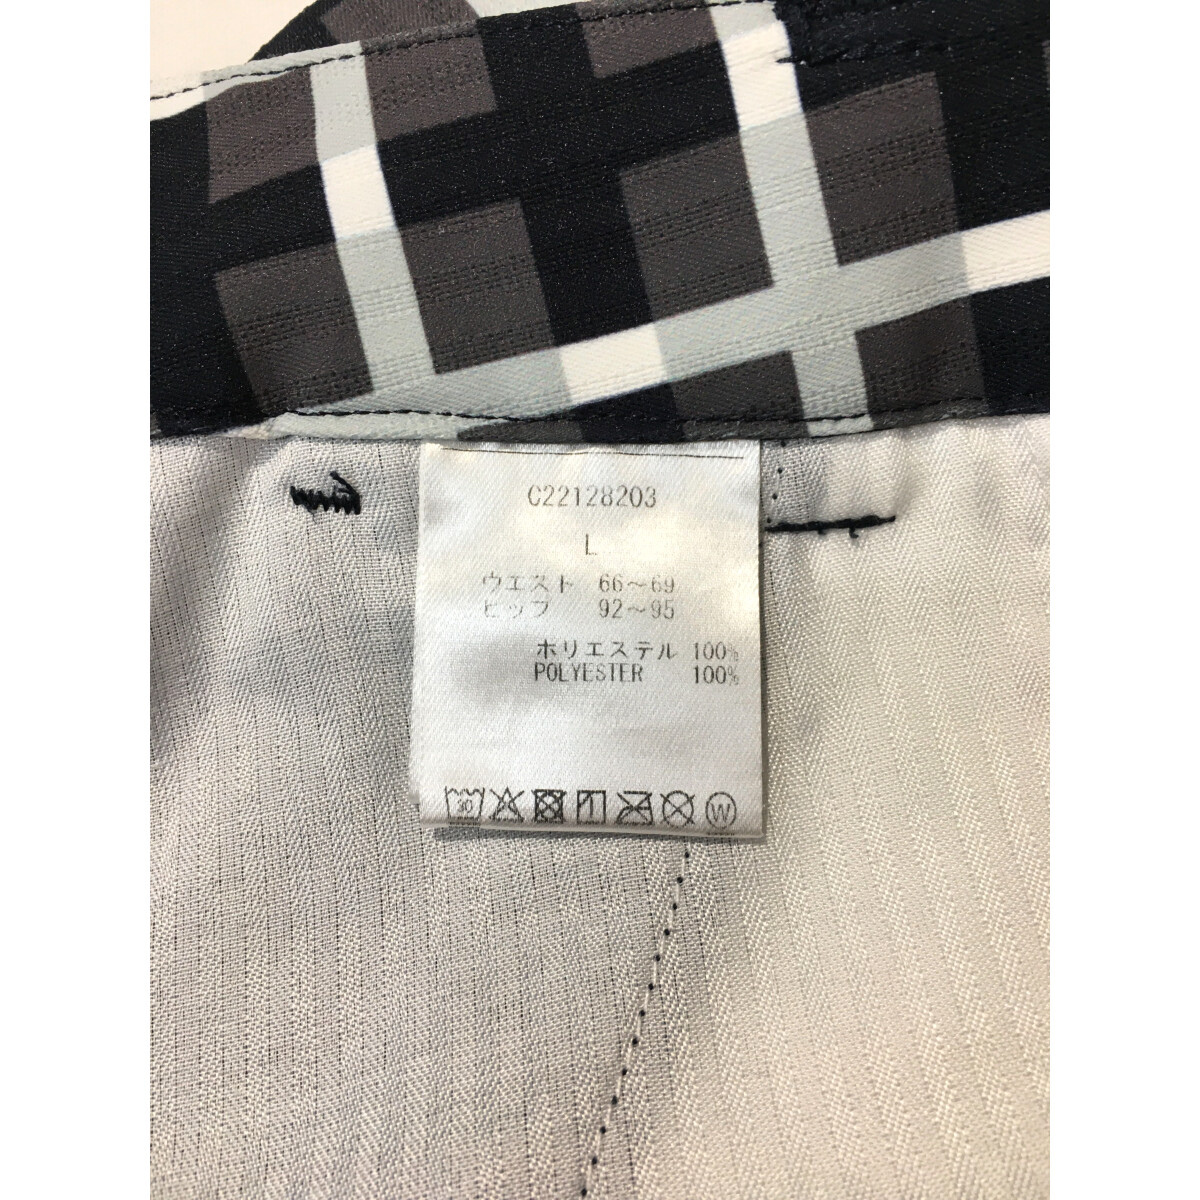 C22128203
L
ウエスト 66～69
ヒップ 92～95
ポリエステル 100%
POLYESTER 100%
30 W